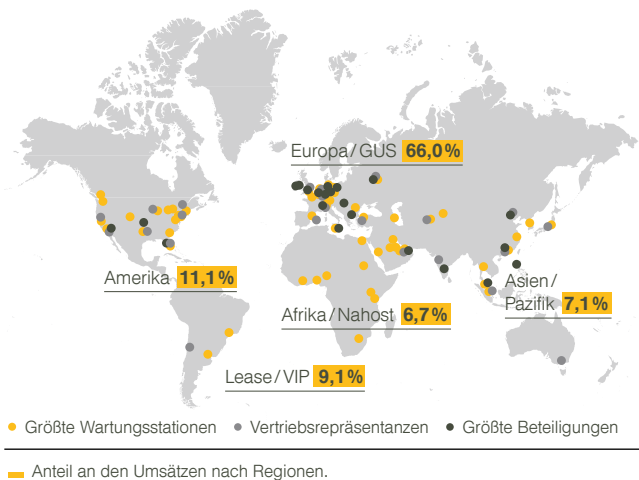 Europa/GUS 66,0%
Amerika 11,1%
Asien/
Pazifik 7,1%
Afrika/Nahost 6,7%
Lease/VIP 9,1%
Größte Wartungsstationen
Vertriebsrepräsentanzen
Größte Beteiligungen
Anteil an den Umsätzen nach Regionen.